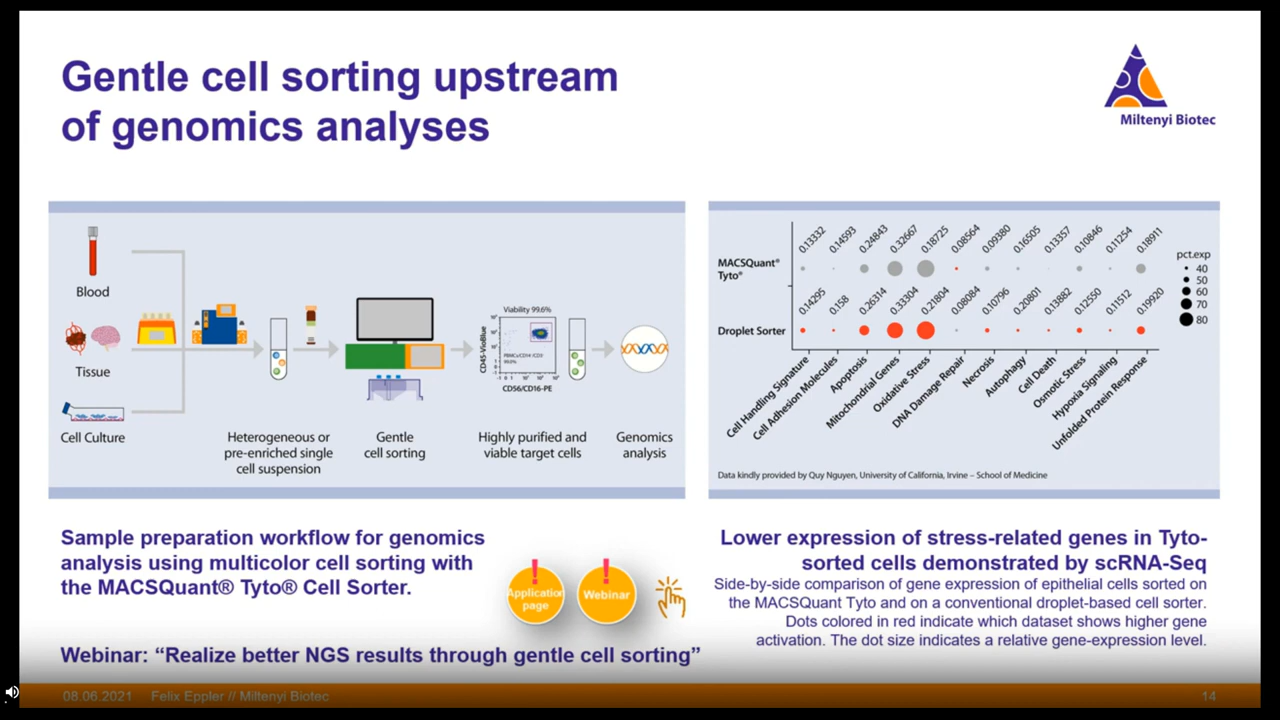 Gentle cell sorting upstream
of genomics analyses
Miltenyi Biotec
Blood
Tissue
Cell Culture
Heterogeneous or
pre-enriched single
cell suspension
Gentle
cell sorting
Viability 99.6%
CD45-VioBlue
CD56/CD16-PE
Highly purified and
viable target cells
Genomics
analysis
0.13332 0.14593 0.24843 0.32667 0.18725 0.08564 0.09380 0.16505 0.13357 0.10846 0.11254 0.18911
MACSQuant®
Tyto®
0.14295 0.158 0.26314 0.33304 0.21804 0.08084 0.10796 0.20801 0.13882 0.12550 0.11512 0.19920
Droplet Sorter
pct.exp
40
50
60
70
80
Cell Handling Signature
Cell Adhesion Molecules
Apoptosis
Mitochondrial Genes
Oxidative Stress
DNA Damage Repair
Necrosis
Autophagy
Cell Death
Osmotic Stress
Hypoxia Signaling
Unfolded Protein Response
Data kindly provided by Quy Nguyen, University of California, Irvine – School of Medicine
Sample preparation workflow for genomics
analysis using multicolor cell sorting with
the MACSQuant® Tyto® Cell Sorter.
!
Application
page
!
Webinar
Webinar: “Realize better NGS results through gentle cell sorting”
Lower expression of stress-related genes in Tyto-
sorted cells demonstrated by scRNA-Seq
Side-by-side comparison of gene expression of epithelial cells sorted on
the MACSQuant Tyto and on a conventional droplet-based cell sorter.
Dots colored in red indicate which dataset shows higher gene
activation. The dot size indicates a relative gene-expression level.
08.06.2021 Felix Eppler // Miltenyi Biotec
14